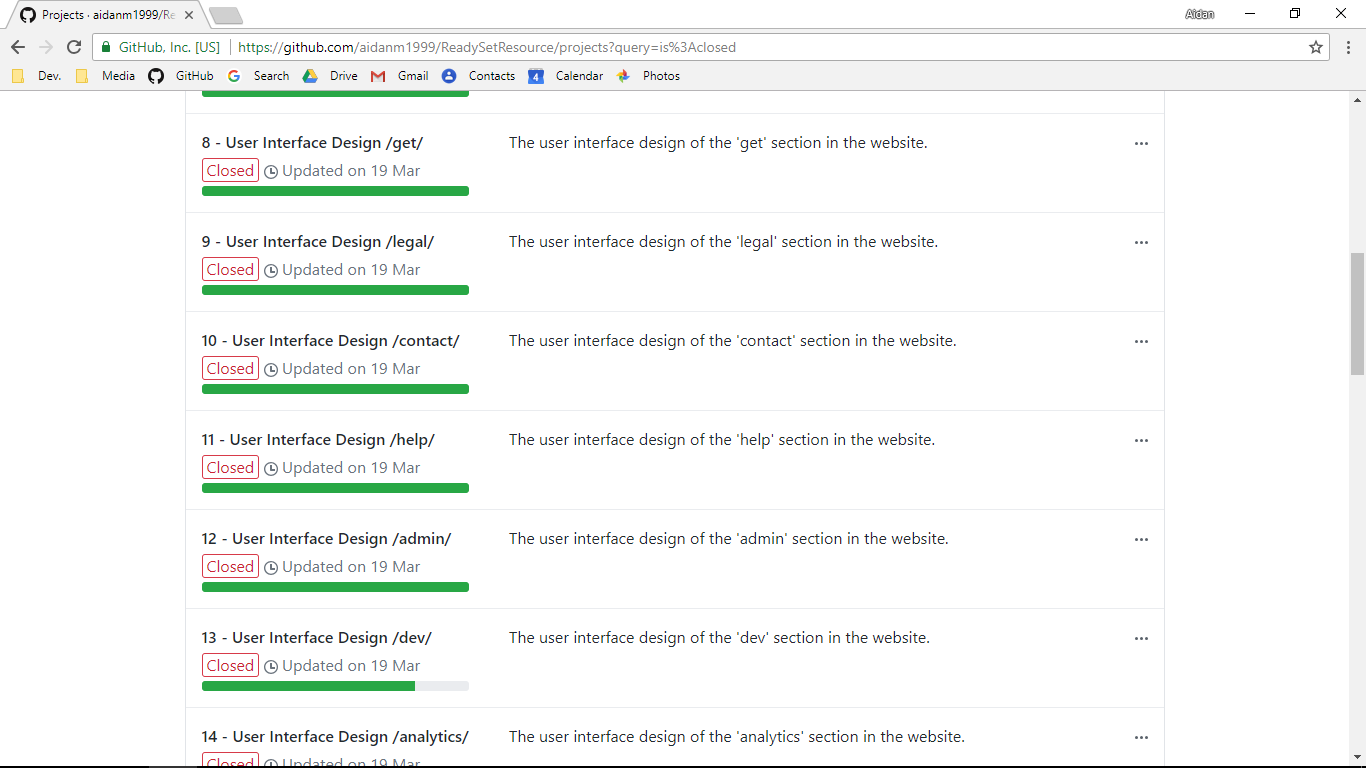 Projects · aidanm1999/Re
Aidan
GitHub, Inc. [US] https://github.com/aidanm1999/ReadySetResource/projects?query=is%3Aclosed
Dev. Media GitHub Search Drive Gmail Contacts 4 Calendar Photos
8 - User Interface Design /get/ The user interface design of the 'get' section in the website.
Closed Updated on 19 Mar
9 - User Interface Design /legal/ The user interface design of the 'legal' section in the website.
Closed Updated on 19 Mar
10 - User Interface Design /contact/ The user interface design of the 'contact' section in the website.
Closed Updated on 19 Mar
11 - User Interface Design /help/ The user interface design of the 'help' section in the website.
Closed Updated on 19 Mar
12 - User Interface Design /admin/ The user interface design of the 'admin' section in the website.
Closed Updated on 19 Mar
13 - User Interface Design /dev/ The user interface design of the 'dev' section in the website.
Closed Updated on 19 Mar
14 - User Interface Design /analytics/ The user interface design of the 'analytics' section in the website.
Closed Updated on 19 Mar